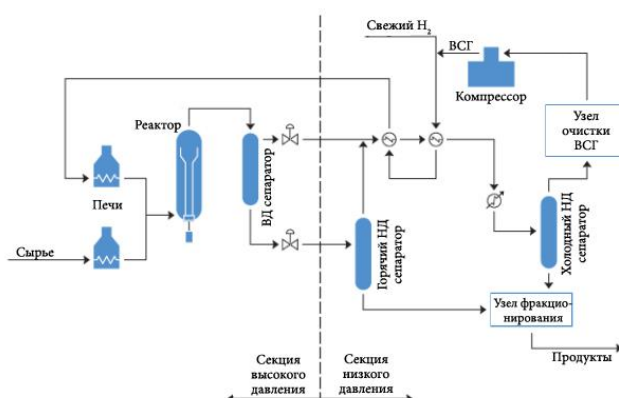 Свежий H₂
ВСГ
Компрессор
Узел
очистки
ВСГ
Реактор
ВД сепаратор
Печи
Сырье
Горячий НД
сепаратор
Холодный НД
сепаратор
Узел фракцио-
нирования
Продукты
Секция
высокого
давления
Секция
низкого
давления